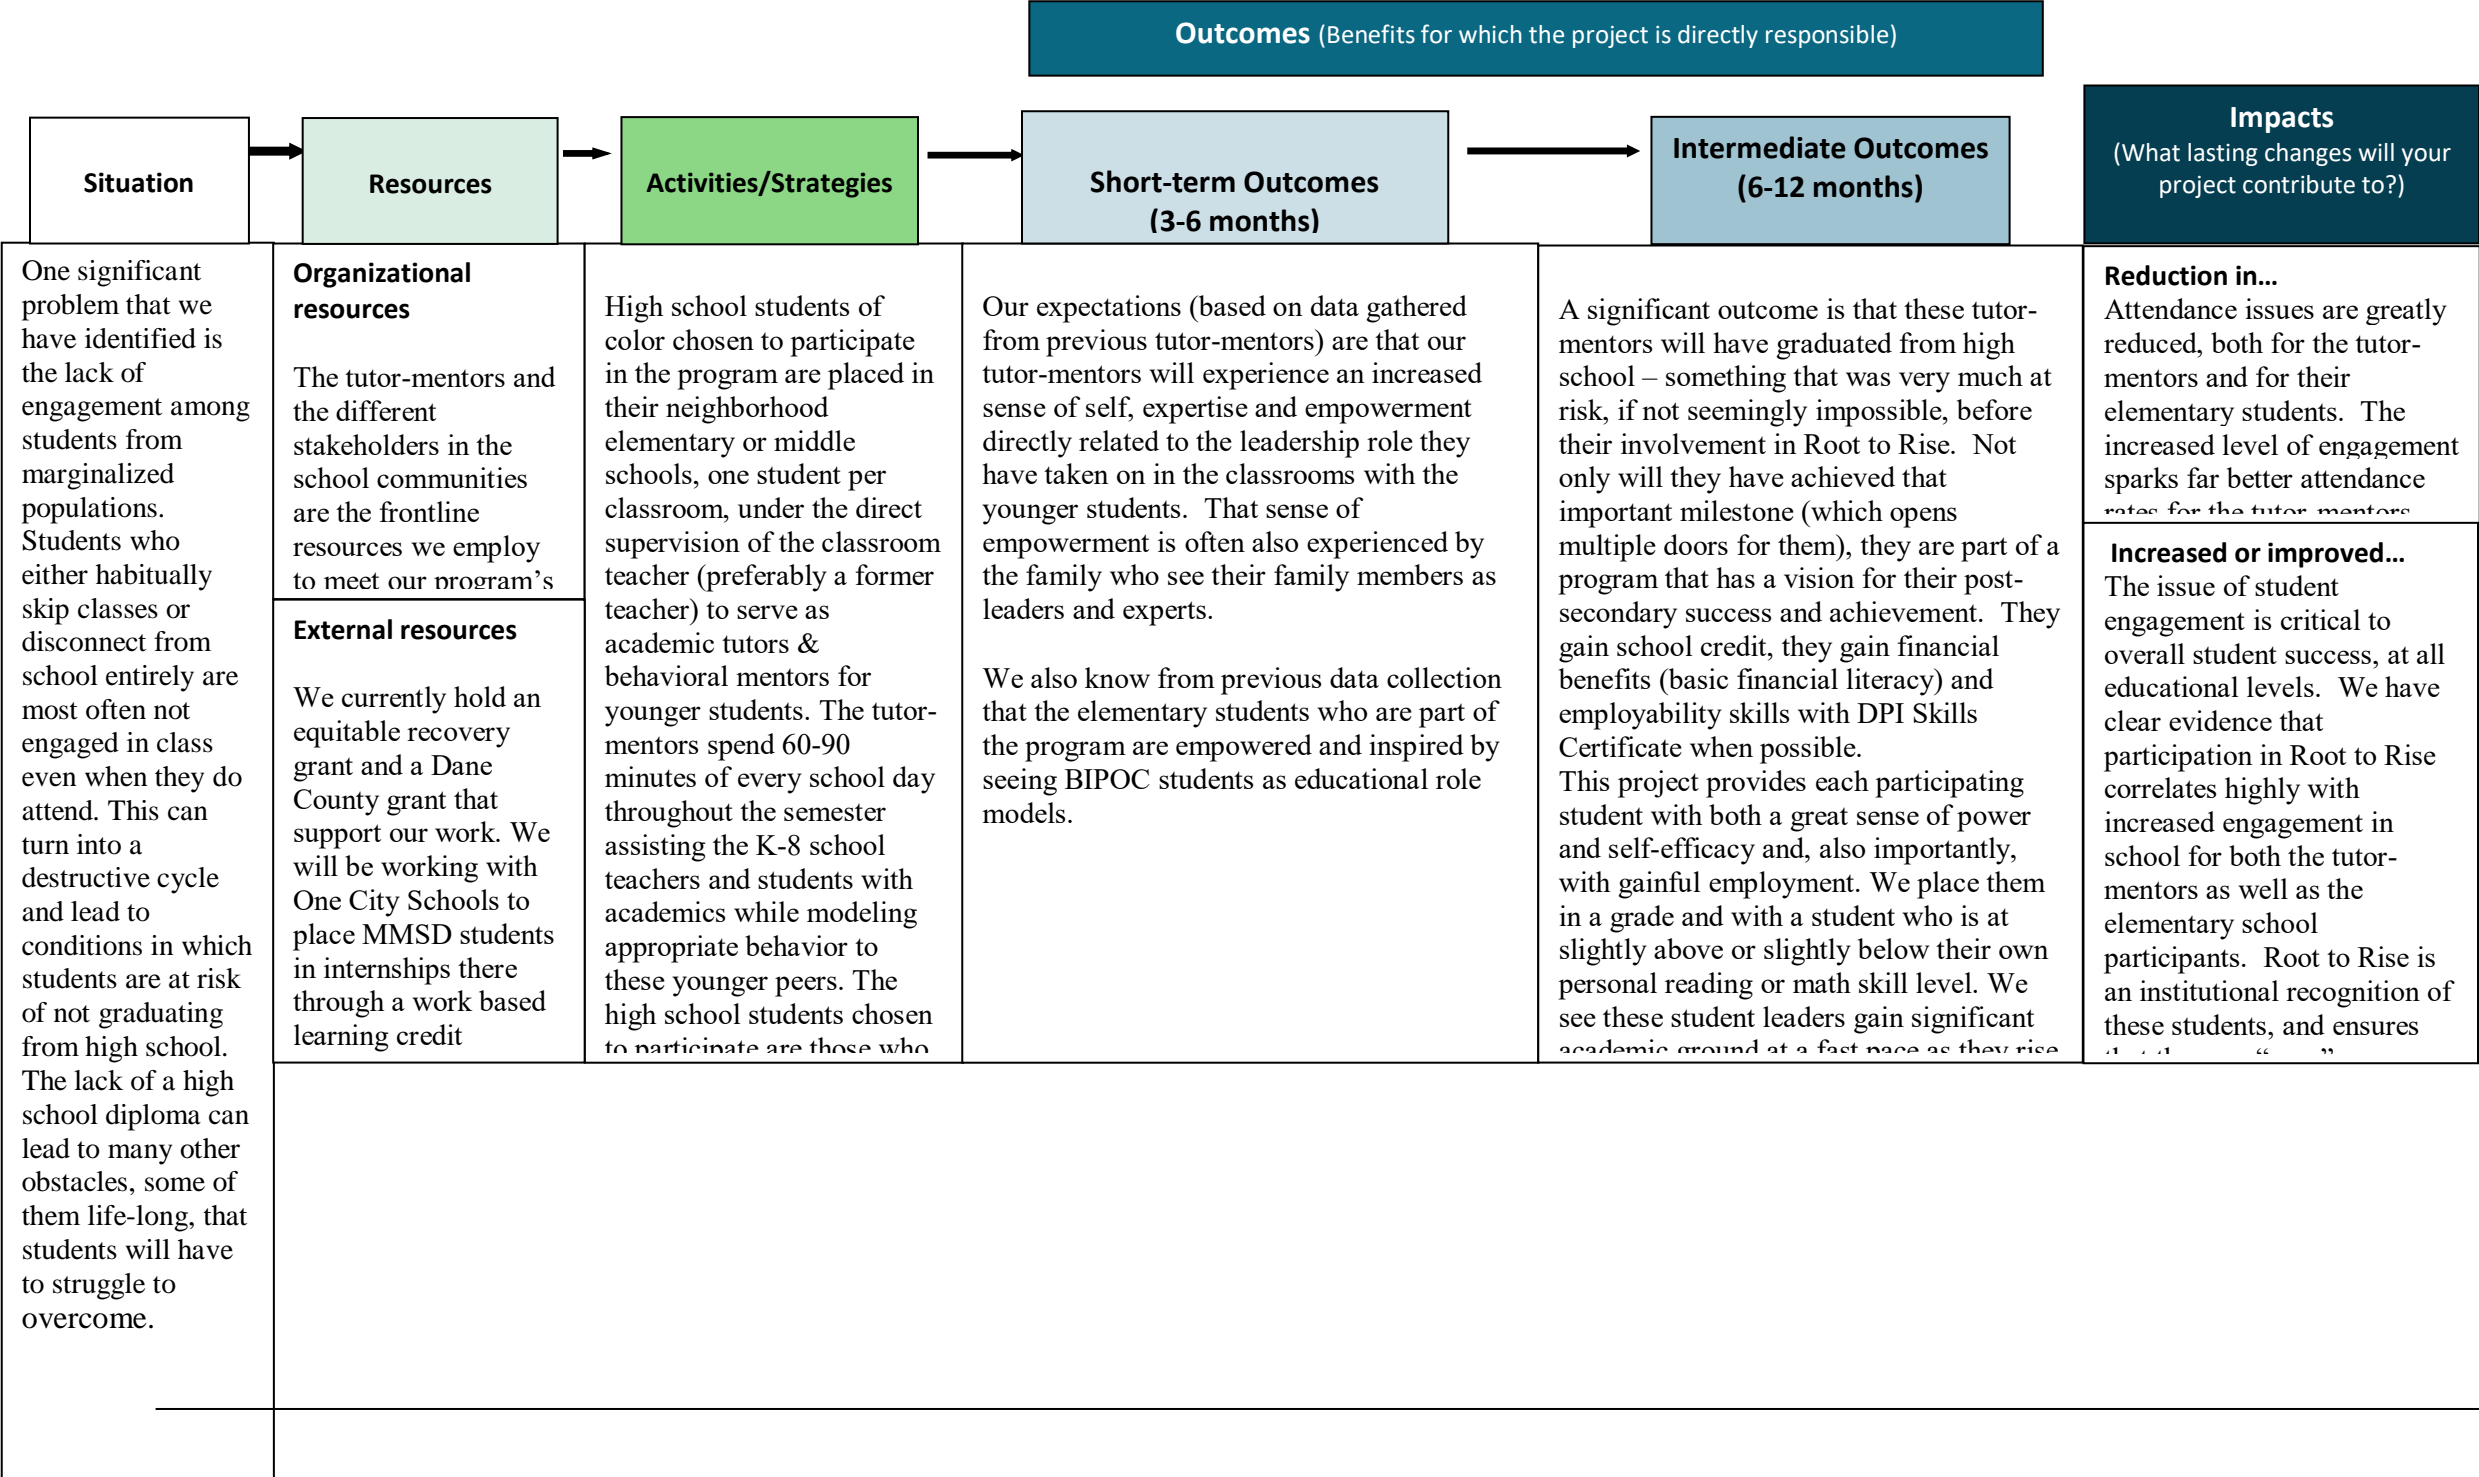 Outcomes (Benefits for which the project is directly responsible)
Situation
Resources
Activities/Strategies
Short-term Outcomes
(3-6 months)
Intermediate Outcomes
(6-12 months)
Impacts
(What lasting changes will your
project contribute to?)
One significant
problem that we
have identified is
the lack of
engagement among
students from
marginalized
populations.
Students who
either habitually
skip classes or
disconnect from
school entirely are
most often not
engaged in class
even when they do
attend. This can
turn into a
destructive cycle
and lead to
conditions in which
students are at risk
of not graduating
from high school.
The lack of a high
school diploma can
lead to many other
obstacles, some of
them life-long, that
students will have
to struggle to
overcome.
Organizational
resources
The tutor-mentors and
the different
stakeholders in the
school communities
are the frontline
resources we employ
to meet our program’s
External resources
We currently hold an
equitable recovery
grant and a Dane
County grant that
support our work. We
will be working with
One City Schools to
place MMSD students
in internships there
through a work based
learning credit
High school students of
color chosen to participate
in the program are placed in
their neighborhood
elementary or middle
schools, one student per
classroom, under the direct
supervision of the classroom
teacher (preferably a former
teacher) to serve as
academic tutors &
behavioral mentors for
younger students. The tutor-
mentors spend 60-90
minutes of every school day
throughout the semester
assisting the K-8 school
teachers and students with
academics while modeling
appropriate behavior to
these younger peers. The
high school students chosen
to participate are those who
Our expectations (based on data gathered
from previous tutor-mentors) are that our
tutor-mentors will experience an increased
sense of self, expertise and empowerment
directly related to the leadership role they
have taken on in the classrooms with the
younger students.  That sense of
empowerment is often also experienced by
the family who see their family members as
leaders and experts.
We also know from previous data collection
that the elementary students who are part of
the program are empowered and inspired by
seeing BIPOC students as educational role
models.
A significant outcome is that these tutor-
mentors will have graduated from high
school – something that was very much at
risk, if not seemingly impossible, before
their involvement in Root to Rise.  Not
only will they have achieved that
important milestone (which opens
multiple doors for them), they are part of a
program that has a vision for their post-
secondary success and achievement.  They
gain school credit, they gain financial
benefits (basic financial literacy) and
employability skills with DPI Skills
Certificate when possible.
This project provides each participating
student with both a great sense of power
and self-efficacy and, also importantly,
with gainful employment. We place them
in a grade and with a student who is at
slightly above or slightly below their own
personal reading or math skill level. We
see these student leaders gain significant
academic ground at a fast pace as they rise
Reduction in…
Attendance issues are greatly
reduced, both for the tutor-
mentors and for their
elementary students.  The
increased level of engagement
sparks far better attendance
rates for the tutor-mentors
Increased or improved…
The issue of student
engagement is critical to
overall student success, at all
educational levels.  We have
clear evidence that
participation in Root to Rise
correlates highly with
increased engagement in
school for both the tutor-
mentors as well as the
elementary school
participants.  Root to Rise is
an institutional recognition of
these students, and ensures